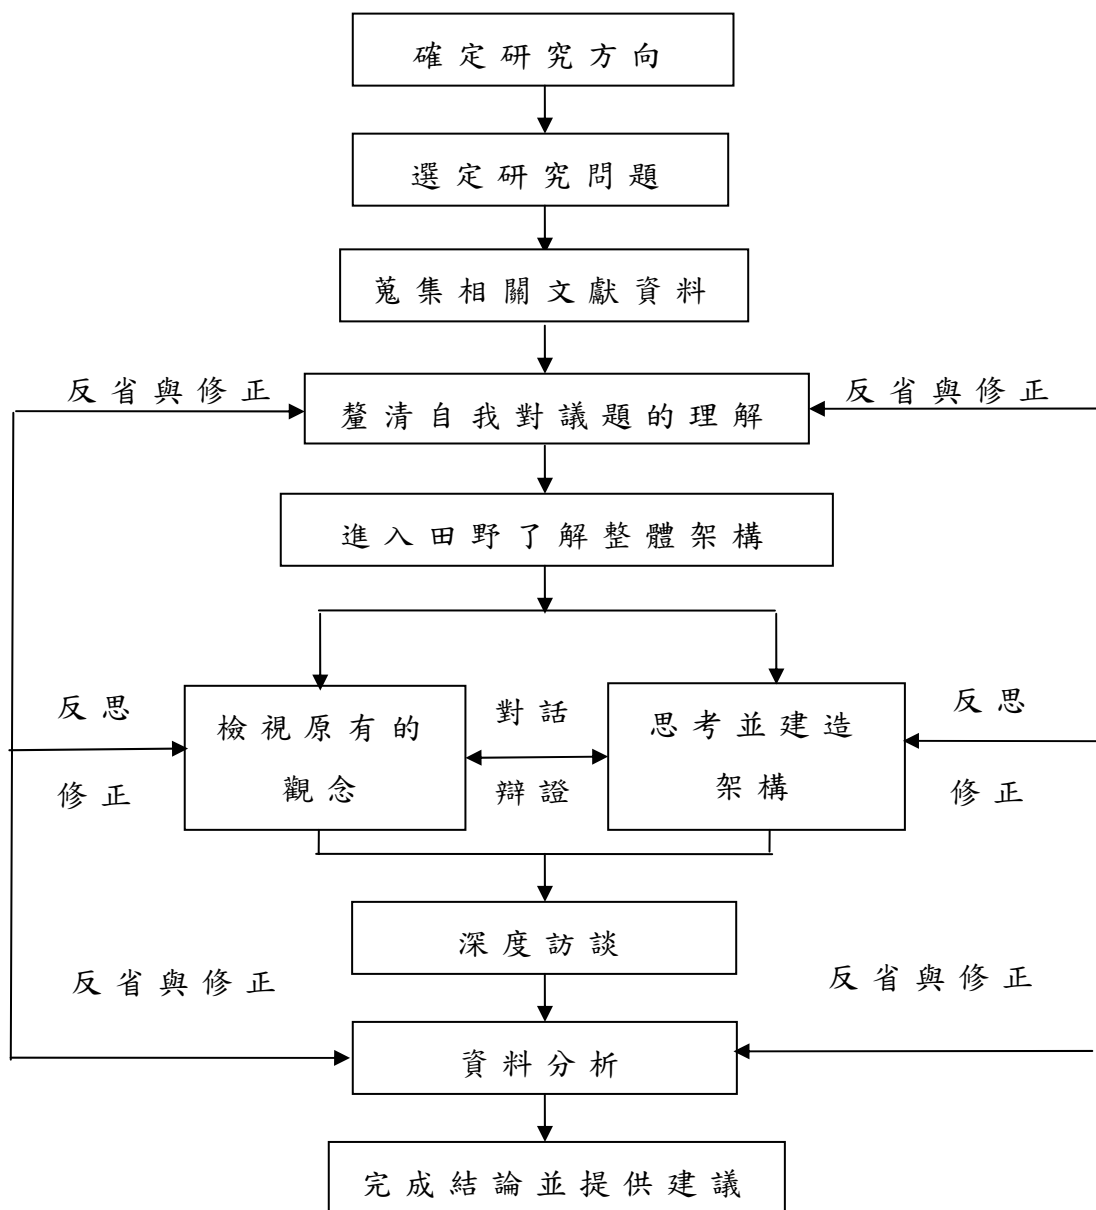 確定研究方向
選定研究問題
蒐集相關文獻資料
反省與修正
釐清自我對議題的理解
反省與修正
進入田野了解整體架構
反思
修正
檢視原有的
觀念
對話
辯證
思考並建造
架構
反思
修正
深度訪談
反省與修正
反省與修正
資料分析
完成結論並提供建議